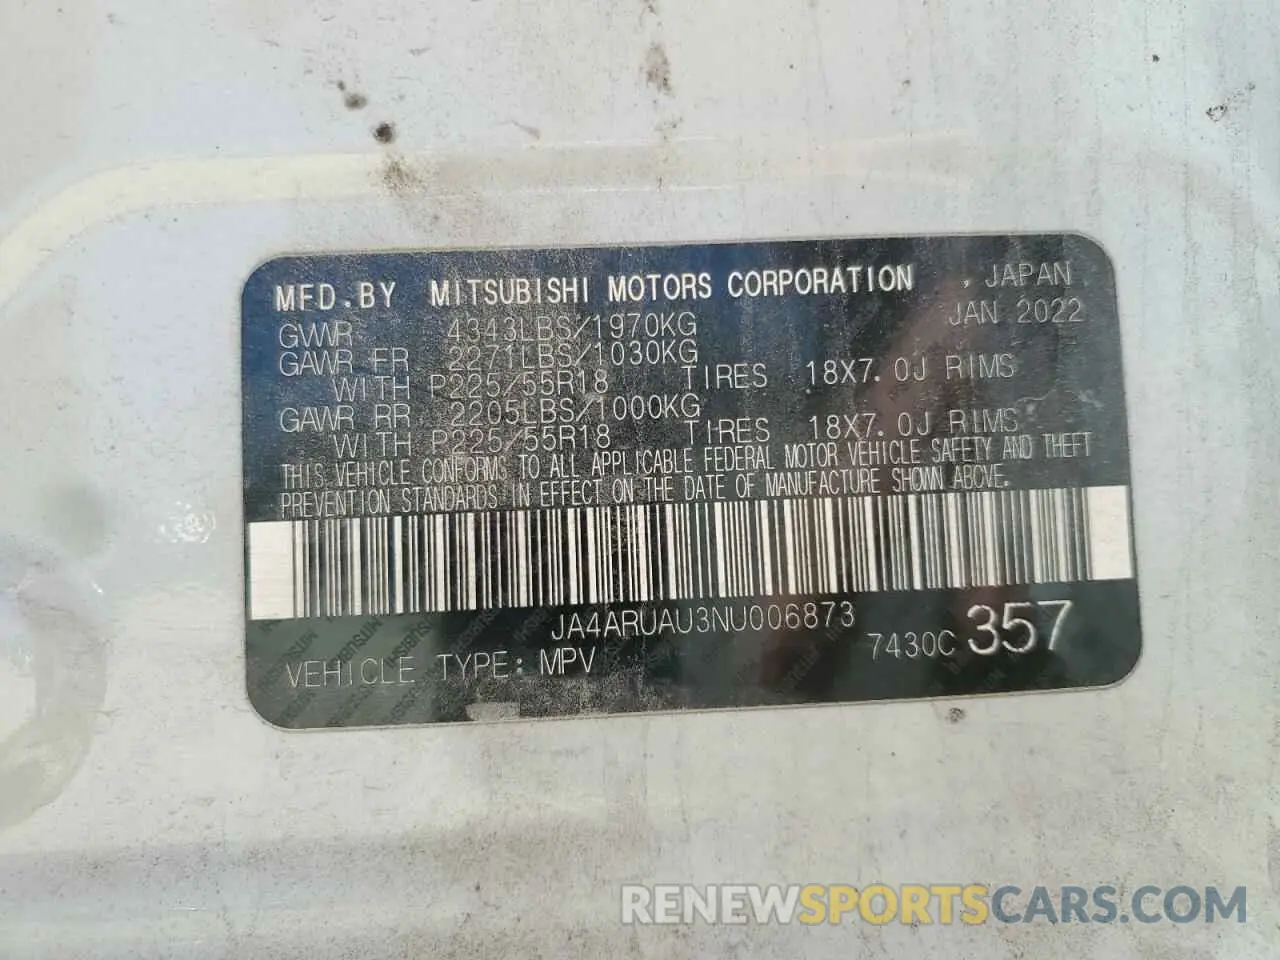 MFD.BY MITSUBISHI MOTORS CORPORATION , JAPAN
JAN 2022
GVWR 4343LBS/1970KG
GAWR FR 2271LBS/1030KG
WITH P225/55R18 TIRES 18X7.0J RIMS
GAWR RR 2205LBS/1000KG
WITH P225/55R18 TIRES 18X7.0J RIMS
THIS VEHICLE CONFORMS TO ALL APPLICABLE FEDERAL MOTOR VEHICLE SAFETY AND THEFT
PREVENTION STANDARDS IN EFFECT ON THE DATE OF MANUFACTURE SHOWN ABOVE.
JA4ARUAU3NU006873
7430C 357
VEHICLE TYPE: MPV
RENEWSPORTSCARS.COM